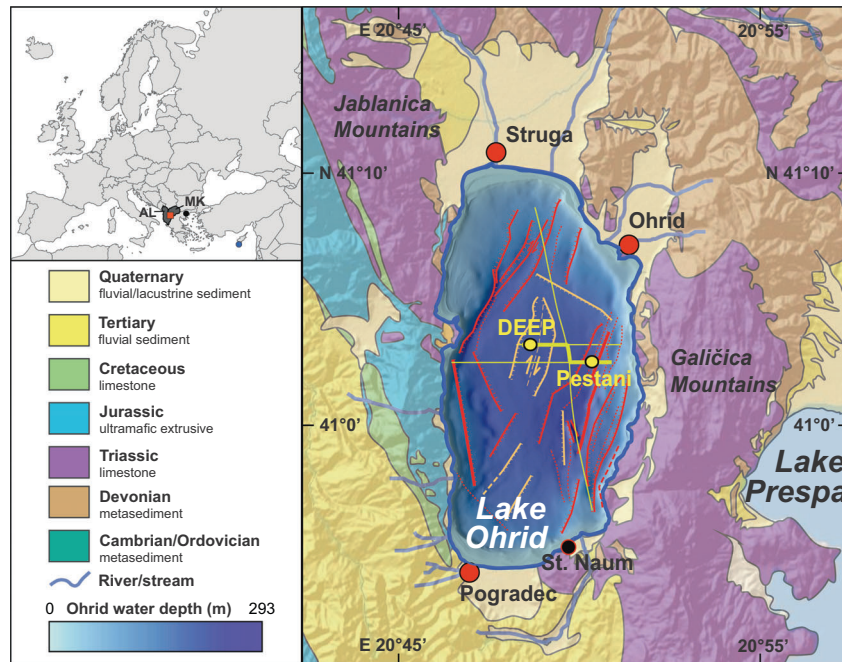 AL
MK
Quaternary
fluvial/lacustrine sediment
Tertiary
fluvial sediment
Cretaceous
limestone
Jurassic
ultramafic extrusive
Triassic
limestone
Devonian
metasediment
Cambrian/Ordovician
metasediment
River/stream
0 Ohrid water depth (m) 293
E 20°45´
20°55´
Jablanica
Mountains
Struga
N 41°10´
41°10´
Ohrid
DEEP
Pestani
Galičica
Mountains
41°0´
41°0´
Lake
Prespa
Lake
Ohrid
St. Naum
Pogradec
E 20°45´
20°55´